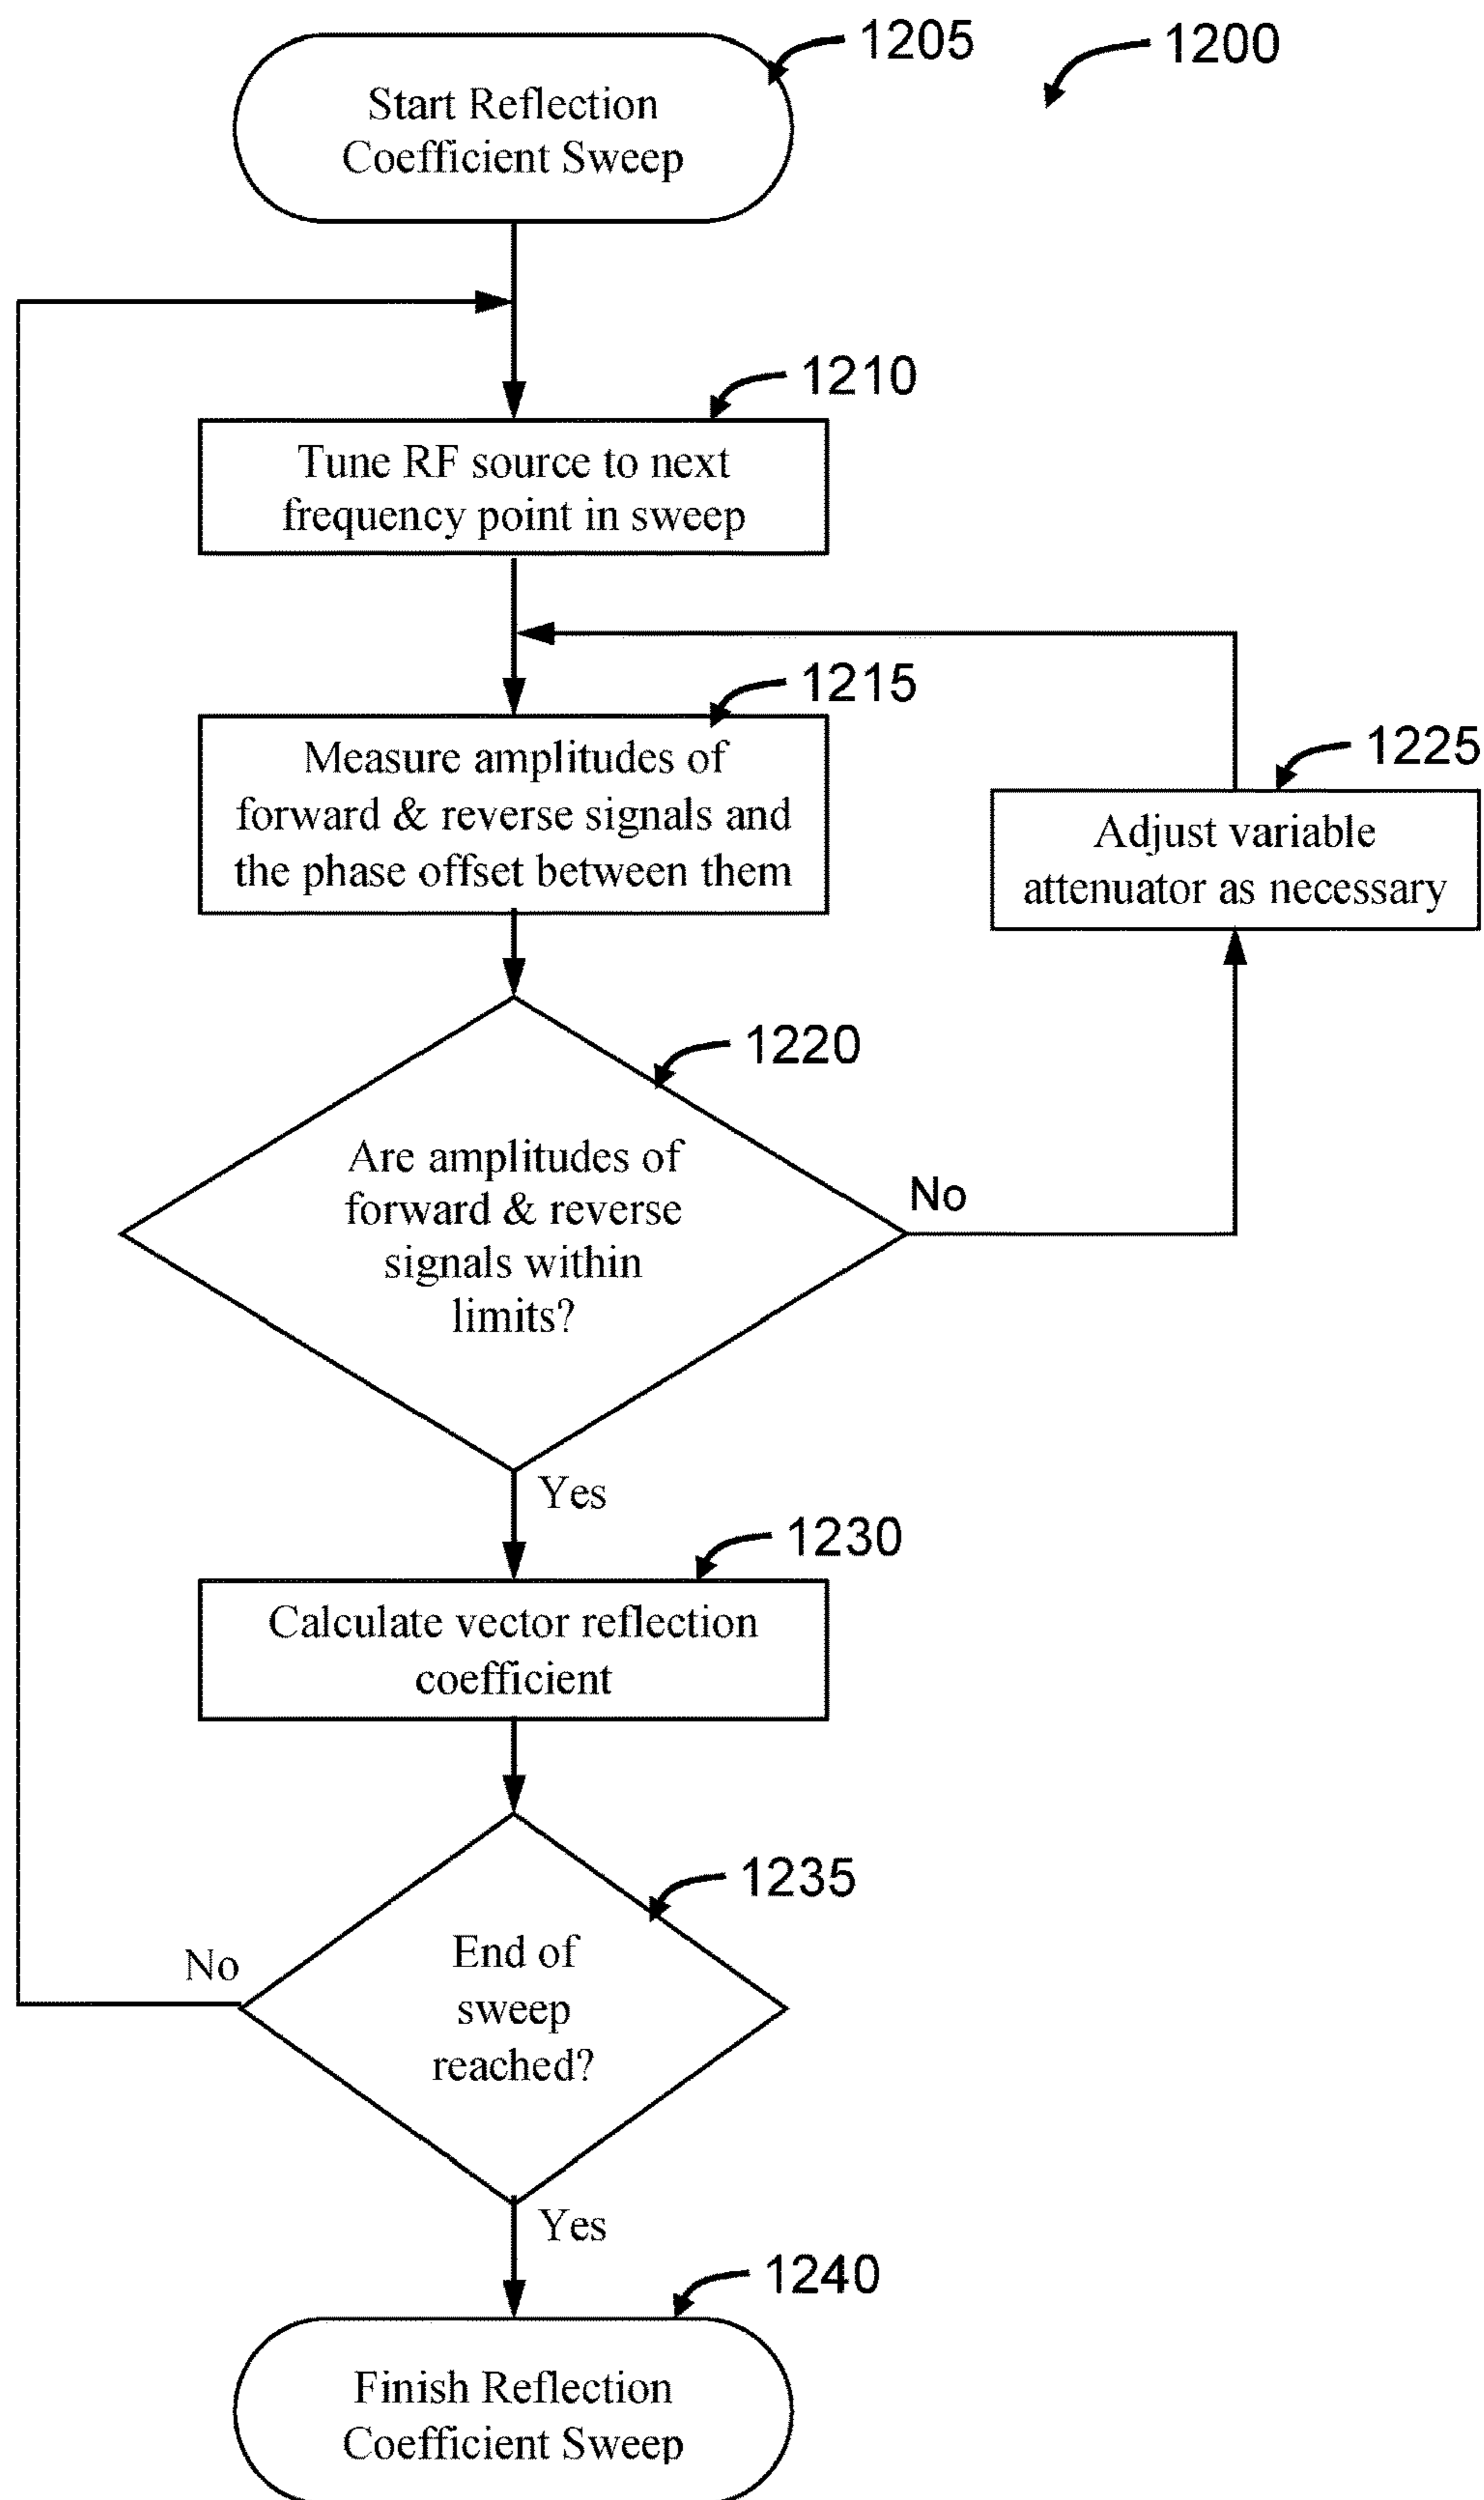 1205
1200
Start Reflection
Coefficient Sweep
1210
Tune RF source to next
frequency point in sweep
1215
Measure amplitudes of
forward & reverse signals and
the phase offset between them
1225
Adjust variable
attenuator as necessary
1220
Are amplitudes of
forward & reverse
signals within
limits?
No
Yes
1230
Calculate vector reflection
coefficient
1235
End of
sweep
reached?
No
Yes
1240
Finish Reflection
Coefficient Sweep